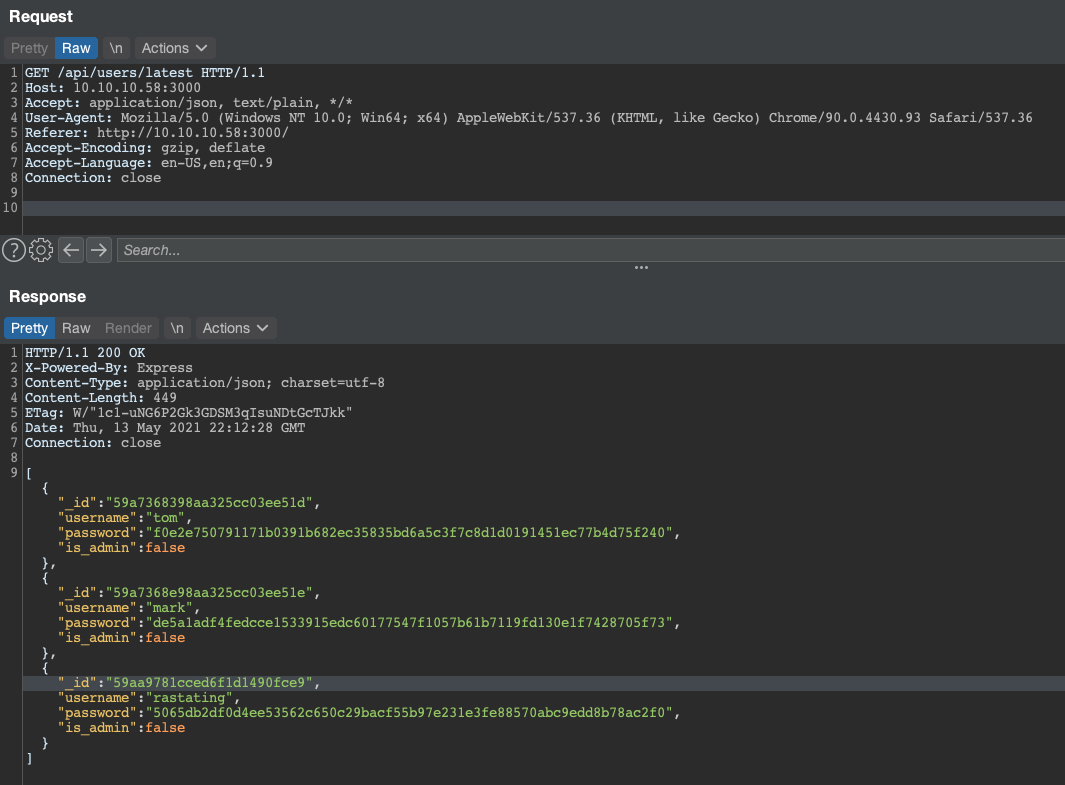 Request
Pretty Raw \n Actions
1 GET /api/users/latest HTTP/1.1
2 Host: 10.10.10.58:3000
3 Accept: application/json, text/plain, */*
4 User-Agent: Mozilla/5.0 (Windows NT 10.0; Win64; x64) AppleWebKit/537.36 (KHTML, like Gecko) Chrome/90.0.4430.93 Safari/537.36
5 Referer: http://10.10.10.58:3000/
6 Accept-Encoding: gzip, deflate
7 Accept-Language: en-US,en;q=0.9
8 Connection: close
9
10
? Search...
Response
Pretty Raw Render \n Actions
1 HTTP/1.1 200 OK
2 X-Powered-By: Express
3 Content-Type: application/json; charset=utf-8
4 Content-Length: 449
5 ETag: W/"1c1-uNG6P2Gk3GDSM3qIsuNDtGcTJkk"
6 Date: Thu, 13 May 2021 22:12:28 GMT
7 Connection: close
8
9 [
{
"_id":"59a7368398aa325cc03ee51d",
"username":"tom",
"password":"f0e2e750791171b0391b682ec35835bd6a5c3f7c8d1d0191451ec77b4d75f240",
"is_admin":false
},
{
"_id":"59a7368e98aa325cc03ee51e",
"username":"mark",
"password":"de5a1adf4fedcce1533915edc60177547f1057b61b7119fd130e1f7428705f73",
"is_admin":false
},
{
"_id":"59aa9781cced6f1d1490fce9",
"username":"rastating",
"password":"5065db2df0d4ee53562c650c29bacf55b97e231e3fe88570abc9edd8b78ac2f0",
"is_admin":false
}
]